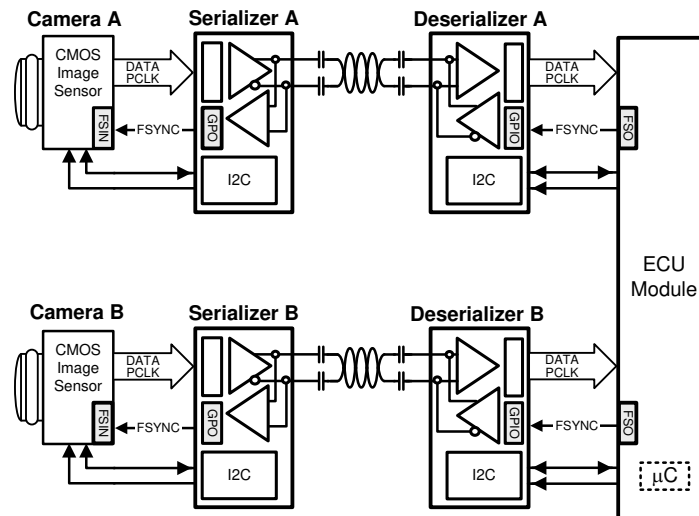 Camera A
Serializer A
Deserializer A
CMOS
Image
Sensor
DATA
PCLK
DATA
PCLK
FSIN
FSYNC
GPO
GPIO
FSYNC
FSO
I2C
I2C
ECU
Module
Camera B
Serializer B
Deserializer B
CMOS
Image
Sensor
DATA
PCLK
DATA
PCLK
FSIN
FSYNC
GPO
GPIO
FSYNC
FSO
I2C
I2C
μC